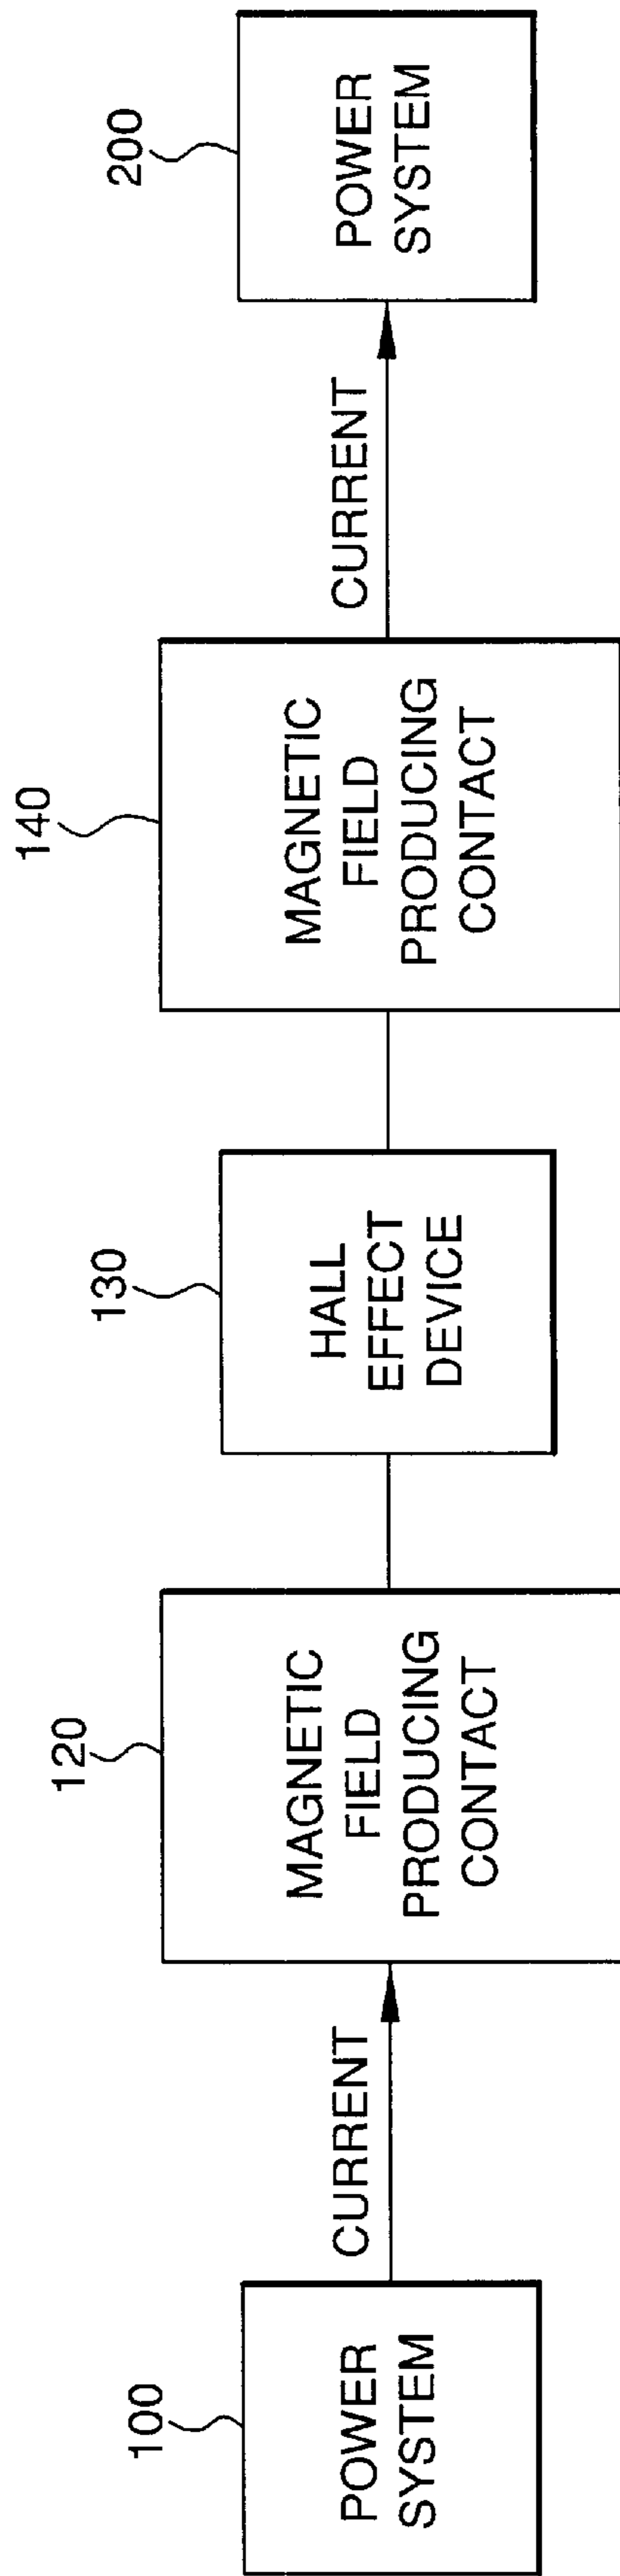 100
POWER
SYSTEM
CURRENT
120
MAGNETIC
FIELD
PRODUCING
CONTACT
130
HALL
EFFECT
DEVICE
140
MAGNETIC
FIELD
PRODUCING
CONTACT
CURRENT
200
POWER
SYSTEM